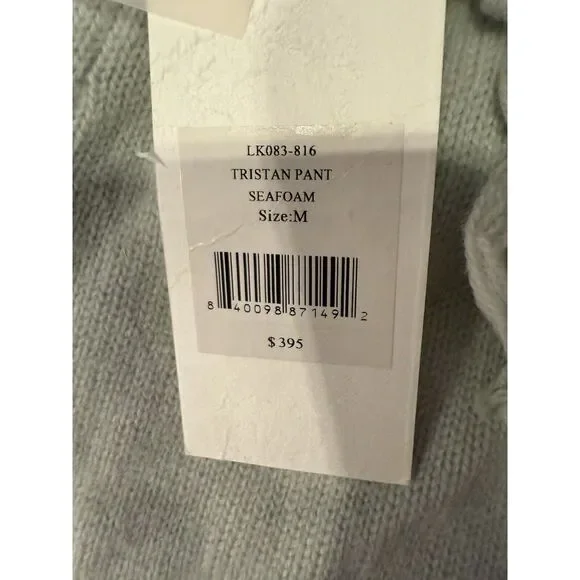 LK083-816
TRISTAN PANT
SEAFOAM
Size:M
8 40098 87149 2
$395